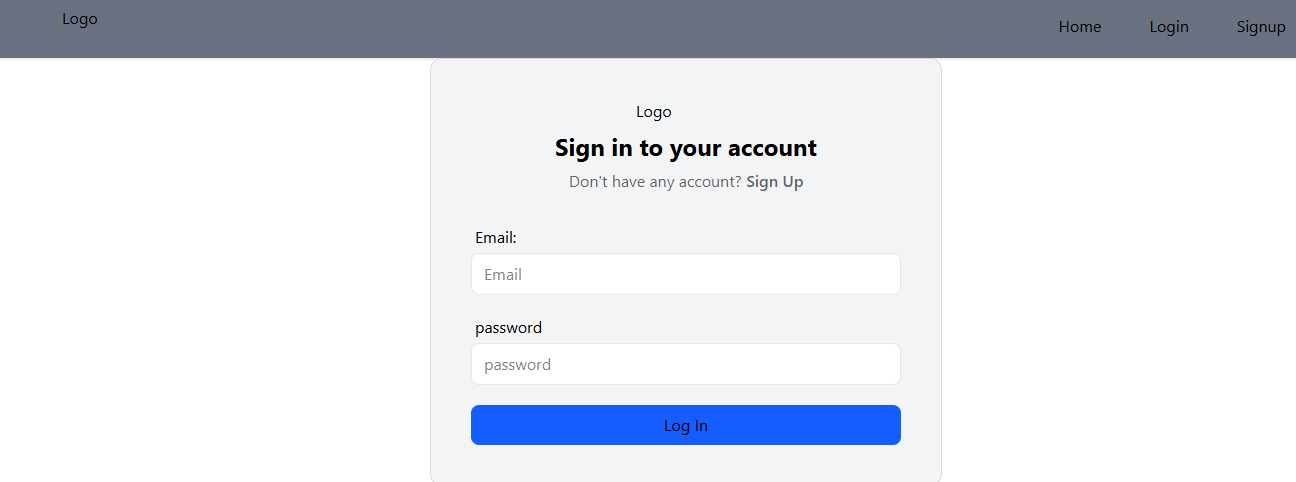 Logo Home Login Signup
Logo
Sign in to your account
Don't have any account? Sign Up
Email:
Email
password
password
Log In